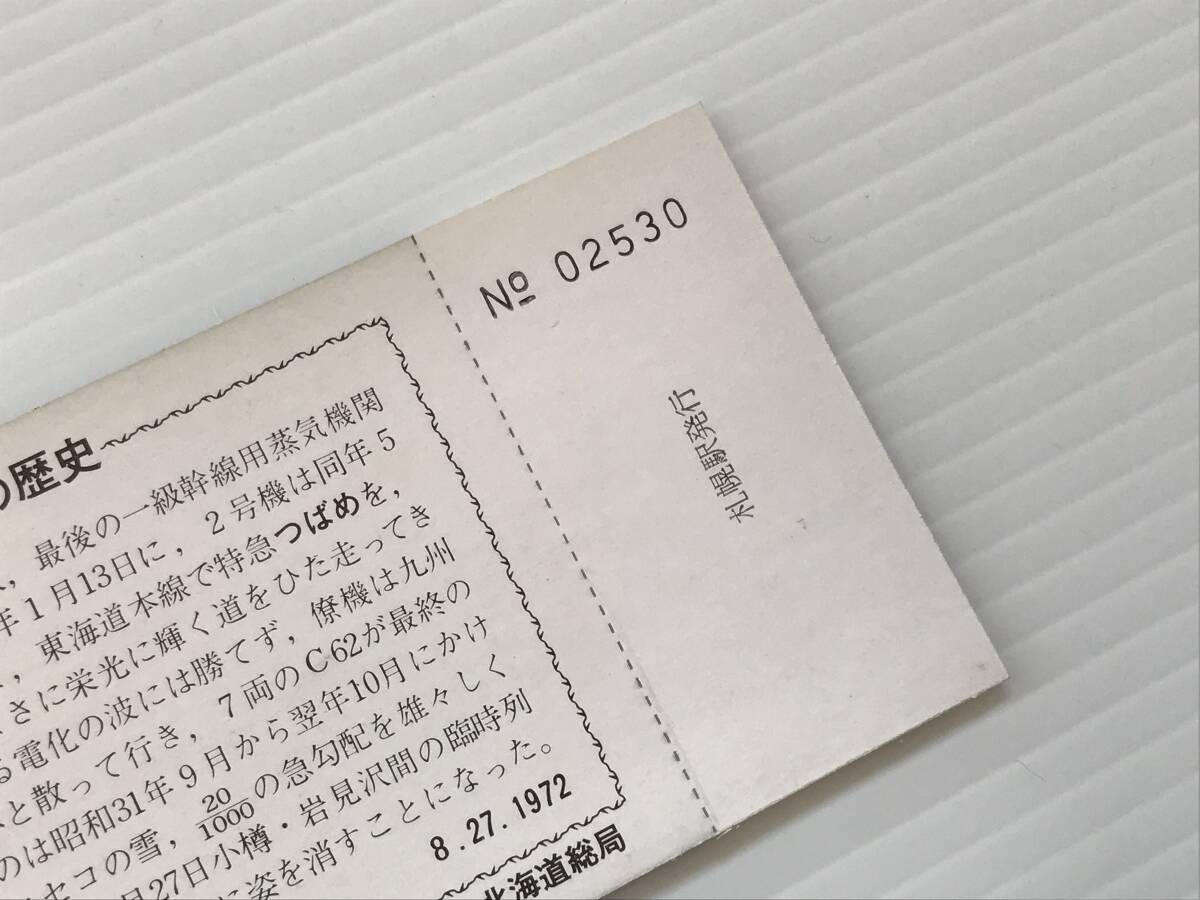 の歴史
，最後の一級幹線用蒸気機関
年1月13日に，2号機は同年5
，東海道本線で特急つばめを，
さに栄光に輝く道をひた走ってき
る電化の波には勝てず，僚機は九州
と散って行き，7両のC62が最終の
のは昭和31年9月から翌年10月にかけ
セコの雪，20/1000の急勾配を雄々しく
月27日小樽・岩見沢間の臨時列
に姿を消すことになった。
8.27.1972
北海道総局
№ 02530
札幌駅発行